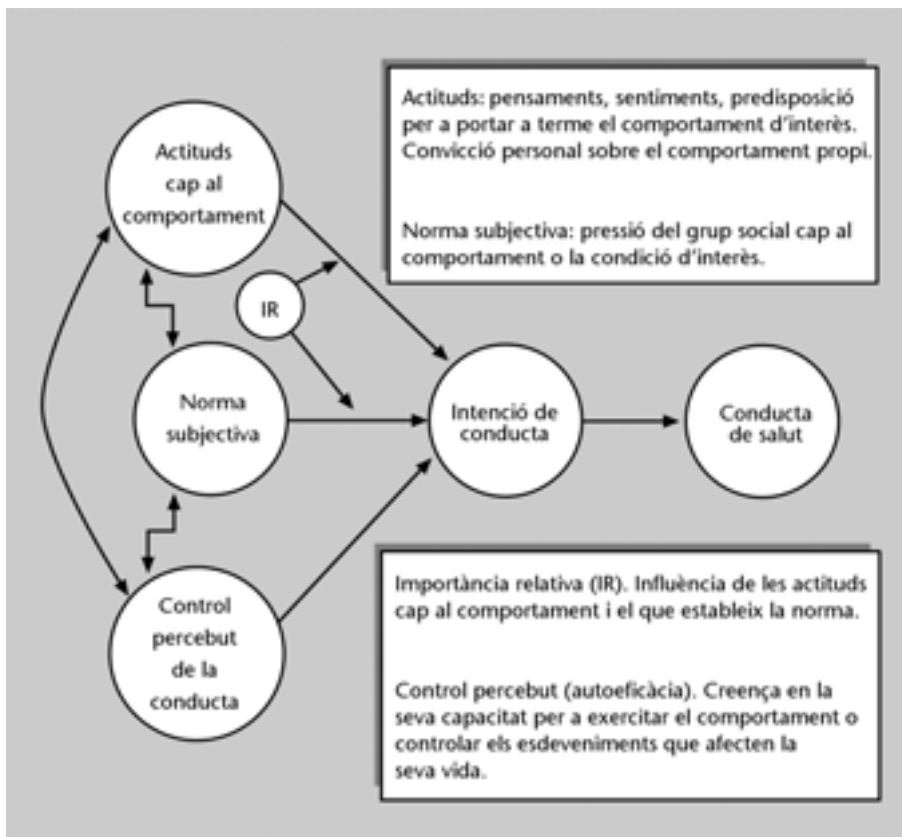 Actituds
cap al
comportament
IR
Norma
subjectiva
Control
percebut
de la
conducta
Intenció de
conducta
Conducta
de salut
Actituds: pensaments, sentiments, predisposició
per a portar a terme el comportament d'interès.
Convicció personal sobre el comportament propi.
Norma subjectiva: pressió del grup social cap al
comportament o la condició d'interès.
Importància relativa (IR). Influència de les actituds
cap al comportament i el que estableix la norma.
Control percebut (autoeficàcia). Creença en la
seva capacitat per a exercitar el comportament o
controlar els esdeveniments que afecten la
seva vida.